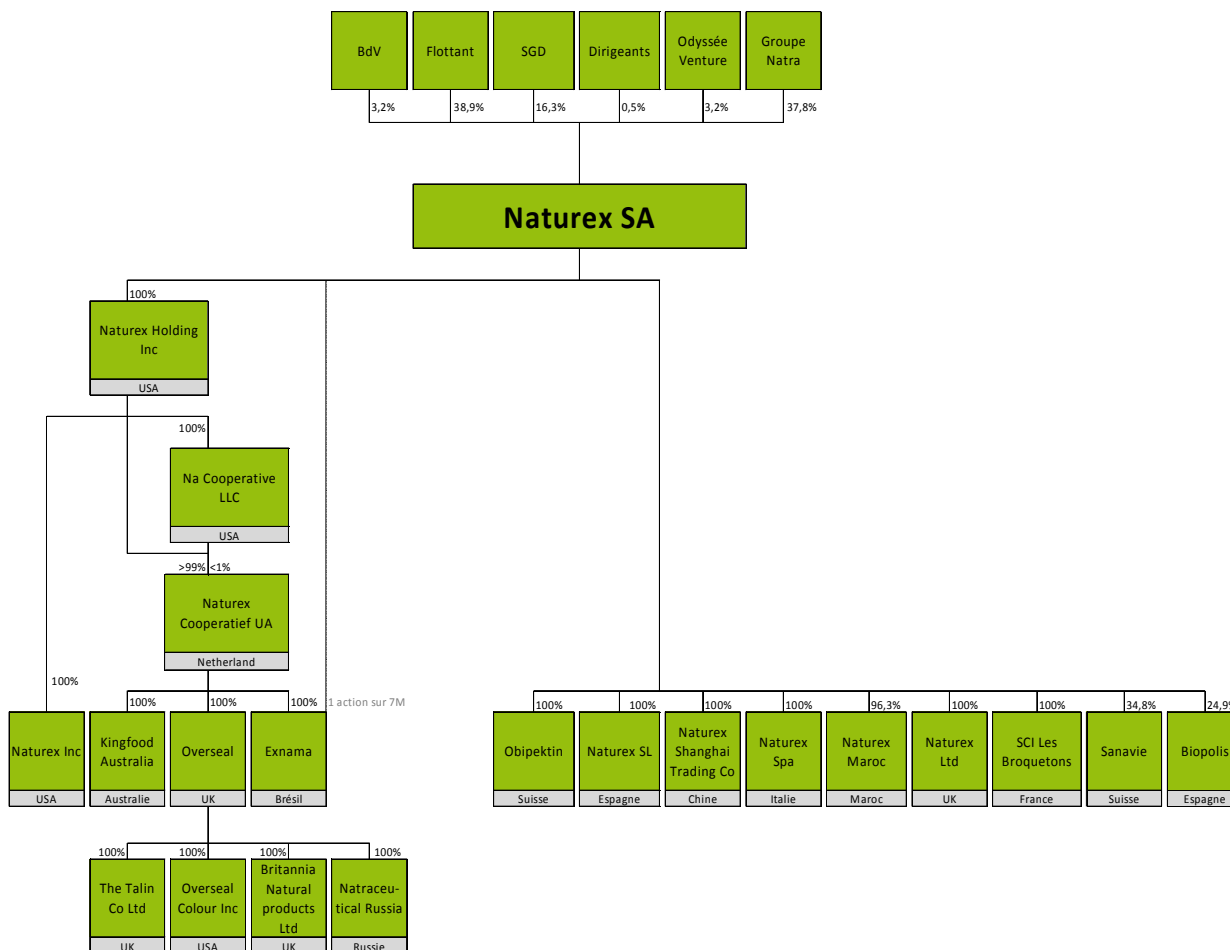 BdV
Flottant
SGD
Dirigeants
Odyssée
Venture
Groupe
Natra
3,2%
38,9%
16,3%
0,5%
3,2%
37,8%
Naturex SA
100%
Naturex Holding
Inc
USA
100%
Na Cooperative
LLC
USA
>99%
<1%
Naturex
Cooperatief UA
Netherland
100%
100%
100%
100%
1 action sur 7M
Naturex Inc
USA
Kingfood
Australia
Australie
Overseal
UK
Exnama
Brésil
100%
100%
100%
100%
96,3%
100%
100%
34,8%
24,9%
Obipektin
Suisse
Naturex SL
Espagne
Naturex
Shanghai
Trading Co
Chine
Naturex
Spa
Italie
Naturex
Maroc
Maroc
Naturex
Ltd
UK
SCI Les
Broquetons
France
Sanavie
Suisse
Biopolis
Espagne
100%
100%
100%
100%
The Talin
Co Ltd
UK
Overseal
Colour Inc
USA
Britannia
Natural
products
Ltd
UK
Natraceu-
tical Russia
Russie